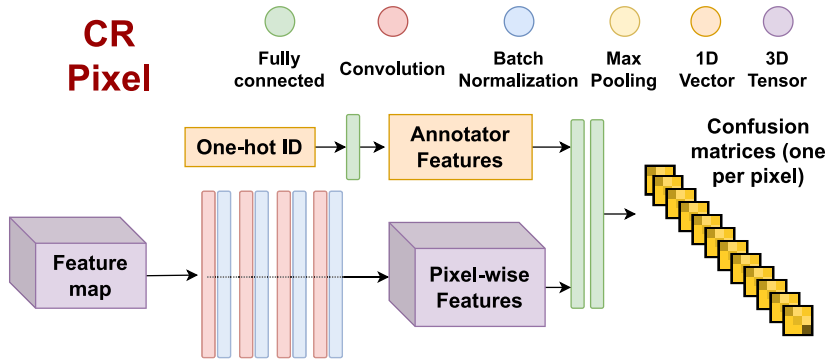 CR
Pixel
Fully
connected
Convolution
Batch
Normalization
Max
Pooling
1D
Vector
3D
Tensor
One-hot ID
Annotator
Features
Confusion
matrices (one
per pixel)
Feature
map
Pixel-wise
Features